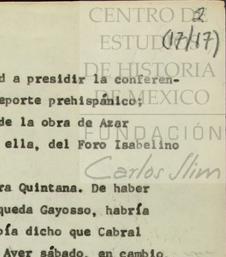 CENTRO DE
ESTUDIOS
DE HISTORIA
DE MÉXICO
FUNDACIÓN
Carlos Slim
2
(17/17)
d a presidir la conferen-
eporte prehispánico;
de la obra de Azar
ella, del Foro Isabelino
ra Quintana. De haber
queda Gayosso, habría
bía dicho que Cabral
Ayer sábado, en cambio